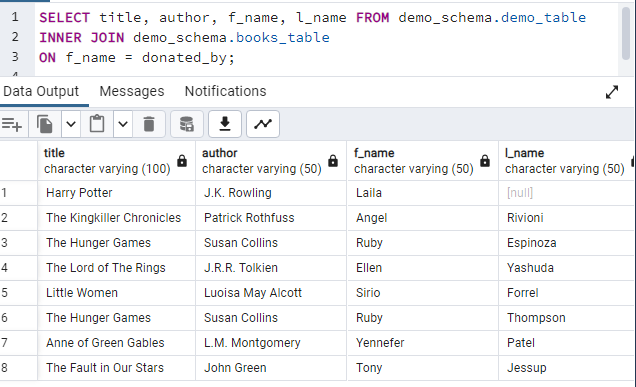 1 SELECT title, author, f_name, l_name FROM demo_schema.demo_table
2 INNER JOIN demo_schema.books_table
3 ON f_name = donated_by;
4
Data Output Messages Notifications
title author f_name l_name
character varying (100) character varying (50) character varying (50) character varying (50)
1 Harry Potter J.K. Rowling Laila [null]
2 The Kingkiller Chronicles Patrick Rothfuss Angel Rivioni
3 The Hunger Games Susan Collins Ruby Espinoza
4 The Lord of The Rings J.R.R. Tolkien Ellen Yashuda
5 Little Women Luoisa May Alcott Sirio Forrel
6 The Hunger Games Susan Collins Ruby Thompson
7 Anne of Green Gables L.M. Montgomery Yennefer Patel
8 The Fault in Our Stars John Green Tony Jessup